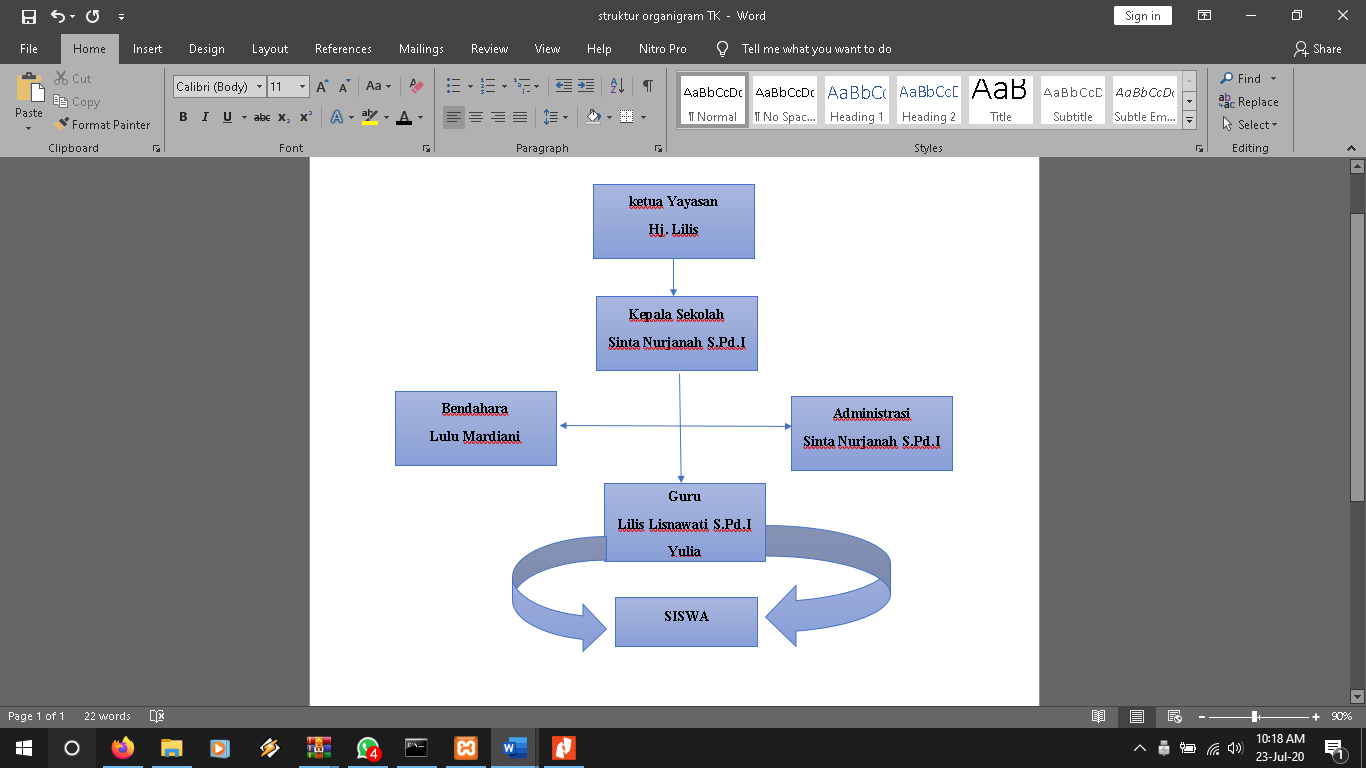 struktur organigram TK - Word
Sign in
File Home Insert Design Layout References Mailings Review View Help Nitro Pro Tell me what you want to do Share
Paste
Cut
Copy
Format Painter
Clipboard
Calibri (Body) 11
Font
Paragraph
AaBbCcDc
¶ Normal
AaBbCcDc
¶ No Spac...
AaBbCc
Heading 1
AaBbCcD
Heading 2
AaB
Title
AaBbCcD
Subtitle
AaBbCcDc
Subtle Em...
Styles
Find
Replace
Select
Editing
ketua Yayasan
Hj. Lilis
Kepala Sekolah
Sinta Nurjanah S.Pd.I
Bendahara
Lulu Mardiani
Administrasi
Sinta Nurjanah S.Pd.I
Guru
Lilis Lisnawati S.Pd.I
Yulia
SISWA
Page 1 of 1 22 words
90%
4
10:18 AM
23-Jul-20
1